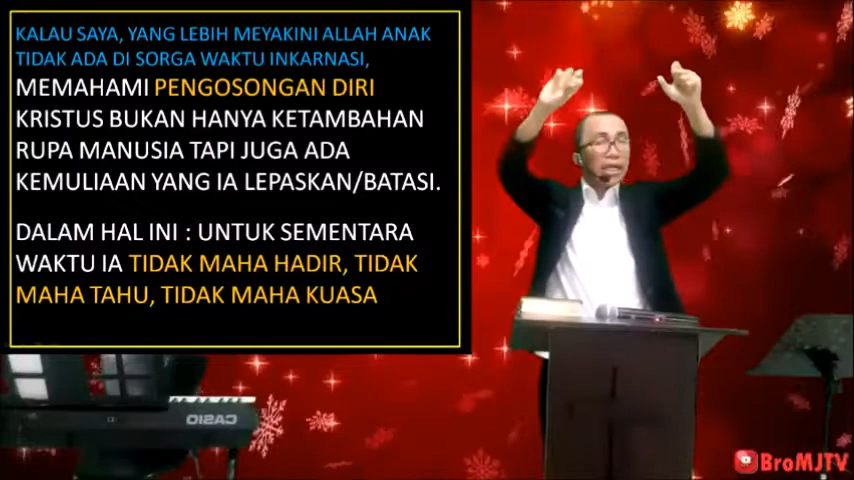 KALAU SAYA, YANG LEBIH MEYAKINI ALLAH ANAK
TIDAK ADA DI SORGA WAKTU INKARNASI,
MEMAHAMI PENGOSONGAN DIRI
KRISTUS BUKAN HANYA KETAMBAHAN
RUPA MANUSIA TAPI JUGA ADA
KEMULIAAN YANG IA LEPASKAN/BATASI.
DALAM HAL INI : UNTUK SEMENTARA
WAKTU IA TIDAK MAHA HADIR, TIDAK
MAHA TAHU, TIDAK MAHA KUASA
CASIO
BroMJTV